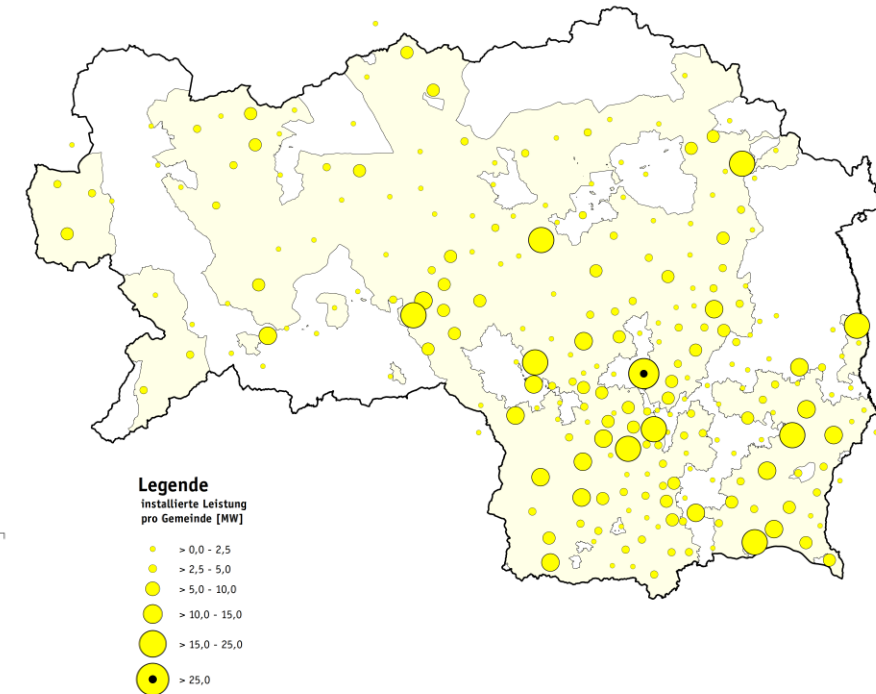 Legende
installierte Leistung
pro Gemeinde [MW]
> 0,0 - 2,5
> 2,5 - 5,0
> 5,0 - 10,0
> 10,0 - 15,0
> 15,0 - 25,0
> 25,0